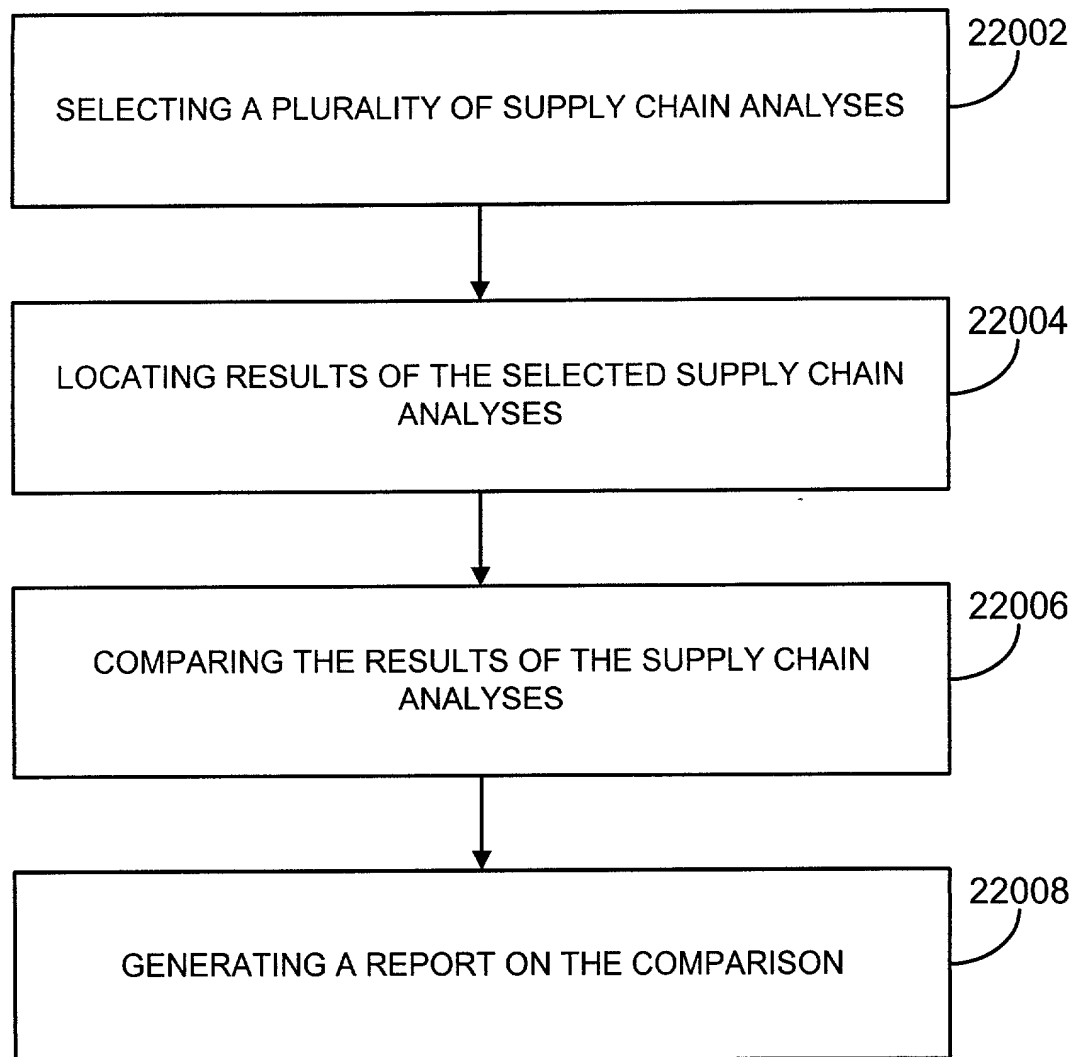 22002
SELECTING A PLURALITY OF SUPPLY CHAIN ANALYSES
22004
LOCATING RESULTS OF THE SELECTED SUPPLY CHAIN
ANALYSES
22006
COMPARING THE RESULTS OF THE SUPPLY CHAIN
ANALYSES
22008
GENERATING A REPORT ON THE COMPARISON